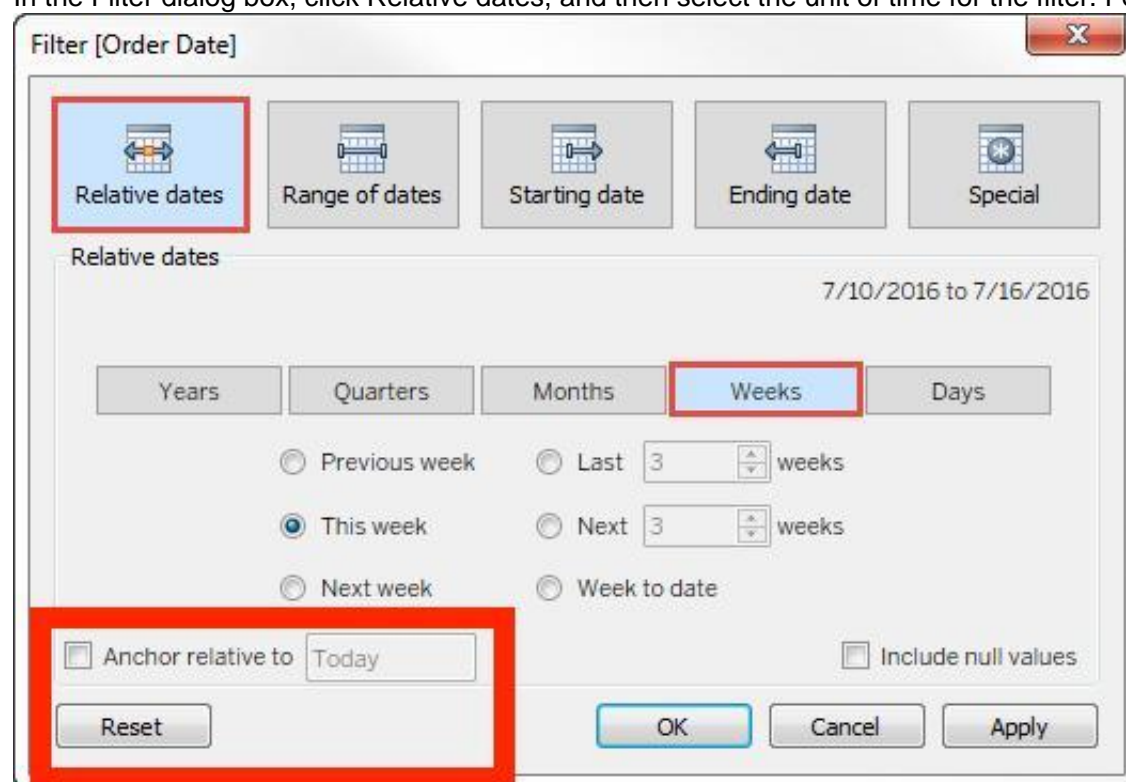 In the Filter dialog box, click Relative dates, and then select the unit of time for the filter.
Filter [Order Date]
Relative dates
Range of dates
Starting date
Ending date
Special
Relative dates
7/10/2016 to 7/16/2016
Years
Quarters
Months
Weeks
Days
Previous week
Last 3 weeks
This week
Next 3 weeks
Next week
Week to date
Anchor relative to Today
Include null values
Reset
OK
Cancel
Apply